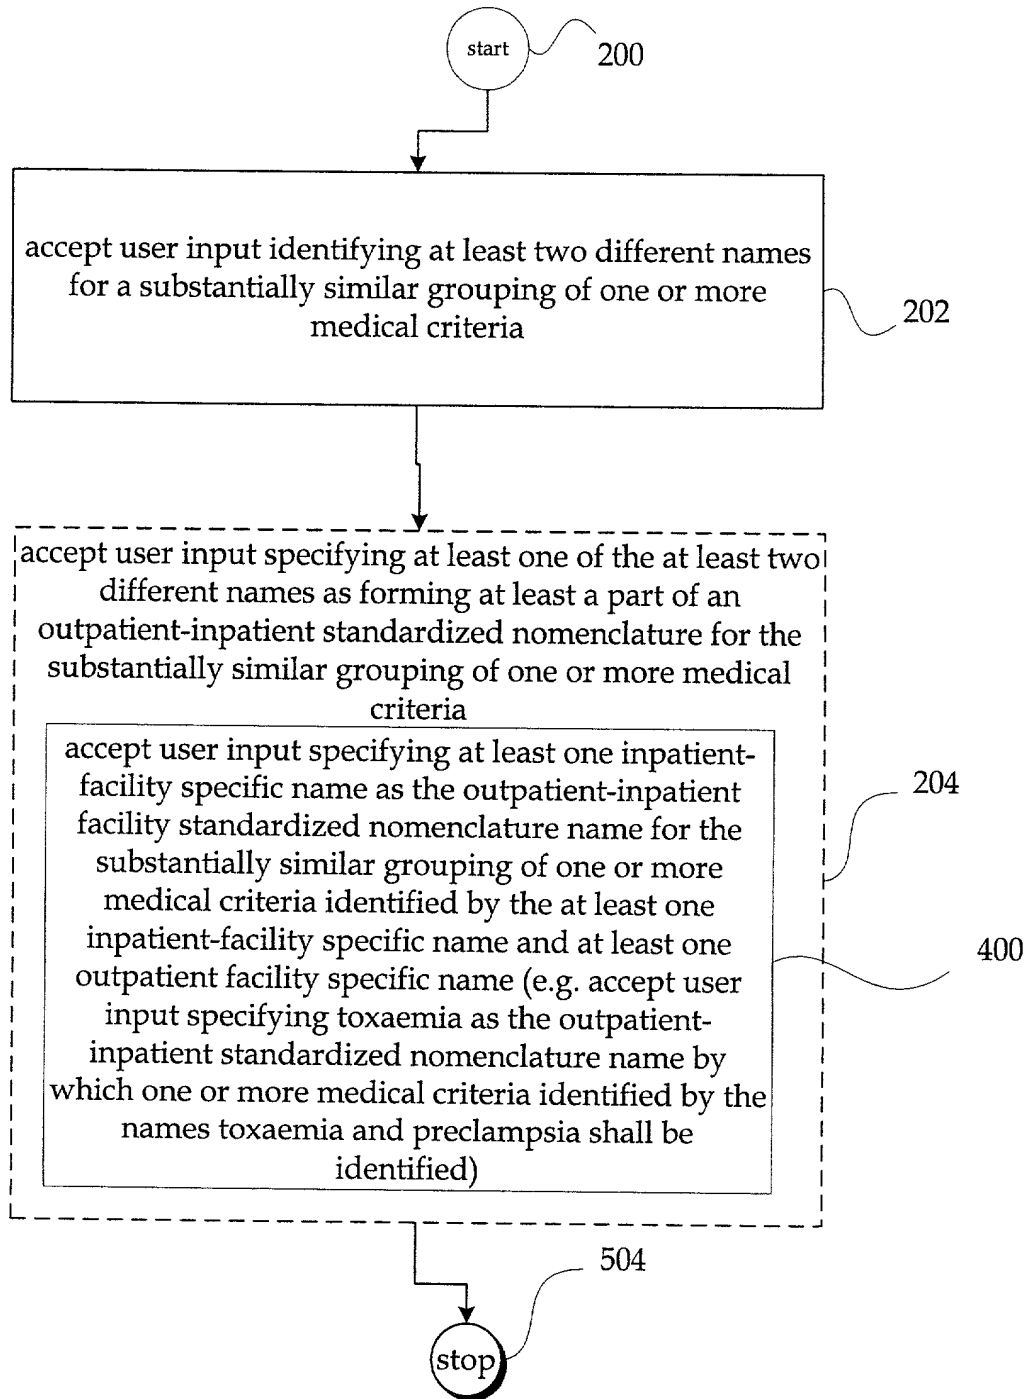 start
200
accept user input identifying at least two different names
for a substantially similar grouping of one or more
medical criteria
202
accept user input specifying at least one of the at least two
different names as forming at least a part of an
outpatient-inpatient standardized nomenclature for the
substantially similar grouping of one or more medical
criteria
204
accept user input specifying at least one inpatient-
facility specific name as the outpatient-inpatient
facility standardized nomenclature name for the
substantially similar grouping of one or more
medical criteria identified by the at least one
inpatient-facility specific name and at least one
outpatient facility specific name (e.g. accept user
input specifying toxaemia as the outpatient-
inpatient standardized nomenclature name by
which one or more medical criteria identified by the
names toxaemia and preclampsia shall be
identified)
400
504
stop